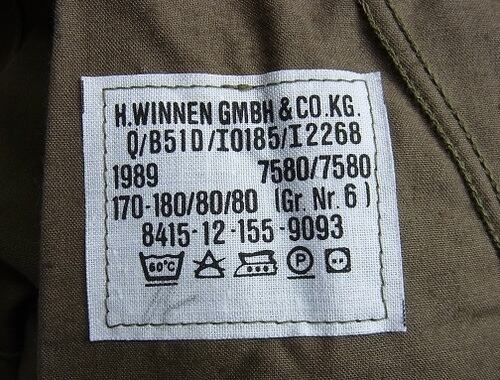 H.WINNEN GMBH & CO.KG.
Q/B51D/I0185/I2268
1989 7580/7580
170-180/80/80 (Gr. Nr. 6)
8415-12-155-9093
60°C P